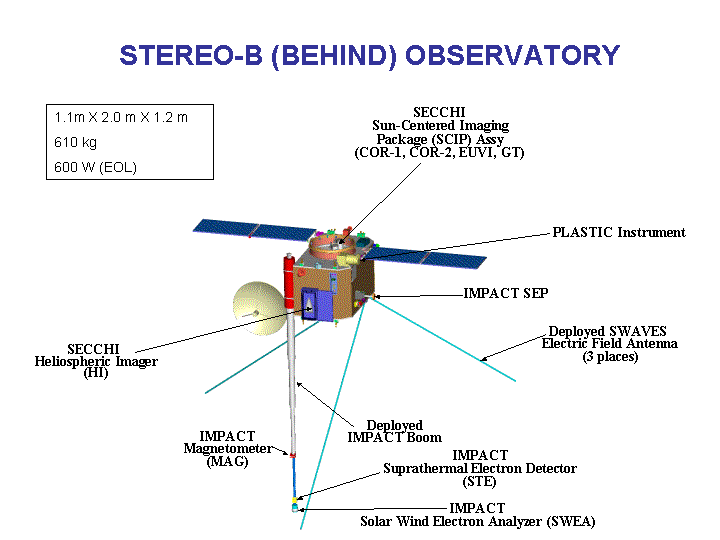 STEREO-B (BEHIND) OBSERVATORY
1.1m X 2.0 m X 1.2 m
610 kg
600 W (EOL)
SECCHI
Sun-Centered Imaging
Package (SCIP) Assy
(COR-1, COR-2, EUVI, GT)
PLASTIC Instrument
IMPACT SEP
Deployed SWAVES
Electric Field Antenna
(3 places)
SECCHI
Heliospheric Imager
(HI)
Deployed
IMPACT Boom
IMPACT
Magnetometer
(MAG)
IMPACT
Suprathermal Electron Detector
(STE)
IMPACT
Solar Wind Electron Analyzer (SWEA)